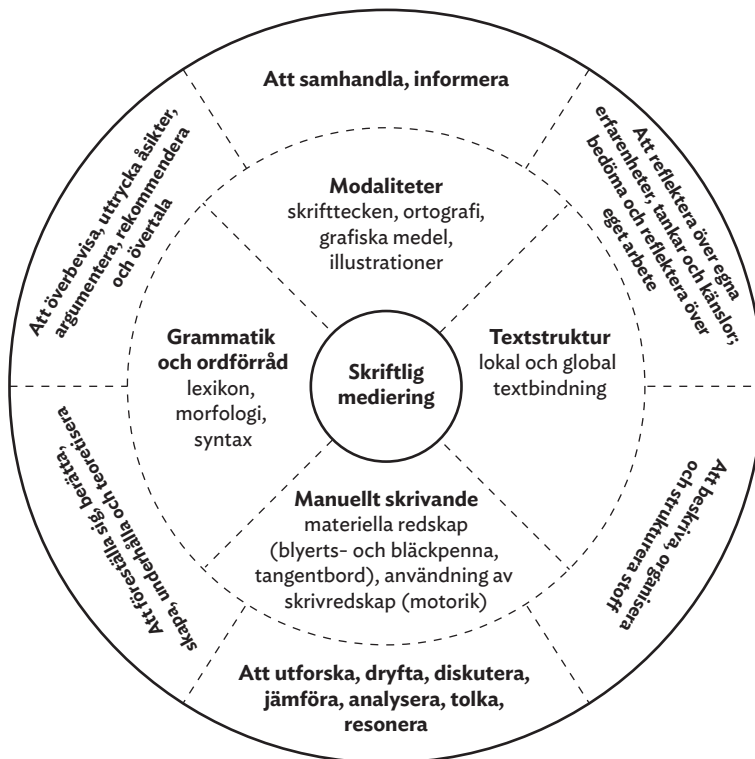 Att samhandla, informera
Att överbevisa, uttrycka åsikter,
argumentera, rekommendera
och övertala
Att reflektera över egna
erfarenheter, tankar och känslor;
bedöma och reflektera över
eget arbete
Modaliteter
skrifttecken, ortografi,
grafiska medel,
illustrationer
Grammatik
och ordförråd
lexikon,
morfologi,
syntax
Skriftlig
mediering
Textstruktur
lokal och global
textbindning
Manuellt skrivande
materiella redskap
(blyerts- och bläckpenna,
tangentbord), användning av
skrivredskap (motorik)
Att föreställa sig, berätta,
skapa, underhålla och teoretisera
Att beskriva, organisera
och strukturera stoff
Att utforska, dryfta, diskutera,
jämföra, analysera, tolka,
resonera